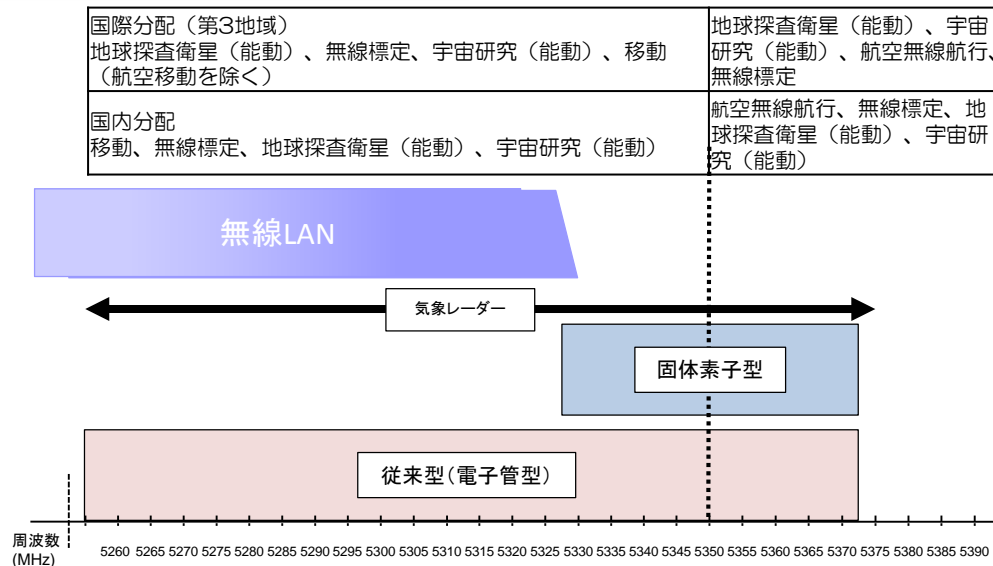 国際分配（第3地域）
地球探査衛星（能動）、無線標定、宇宙研究（能動）、移動
（航空移動を除く）
地球探査衛星（能動）、宇宙
研究（能動）、航空無線航行、
無線標定
国内分配
移動、無線標定、地球探査衛星（能動）、宇宙研究（能動）
航空無線航行、無線標定、地
球探査衛星（能動）、宇宙研
究（能動）
無線LAN
気象レーダー
固体素子型
従来型（電子管型）
周波数
(MHz)
5260 5265 5270 5275 5280 5285 5290 5295 5300 5305 5310 5315 5320 5325 5330 5335 5340 5345 5350 5355 5360 5365 5370 5375 5380 5385 5390